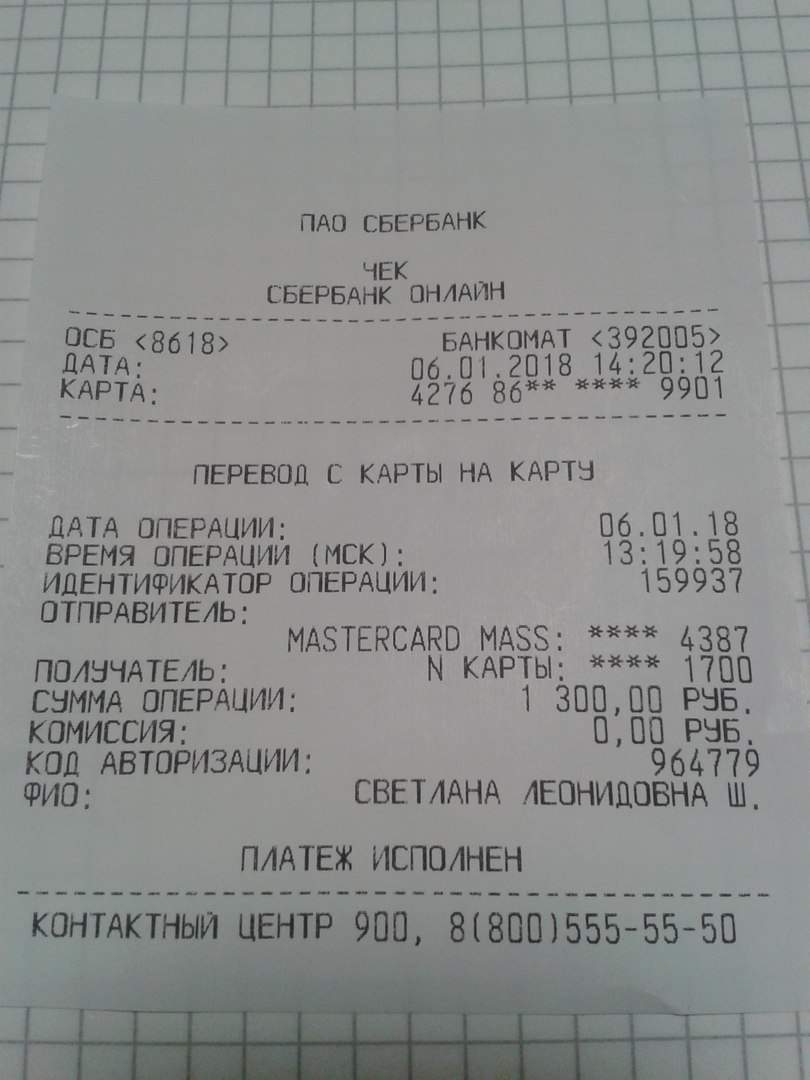 ПАО СБЕРБАНК
ЧЕК
СБЕРБАНК ОНЛАЙН
ОСБ <8618> БАНКОМАТ <392005>
ДАТА: 06.01.2018 14:20:12
КАРТА: 4276 86** **** 9901
ПЕРЕВОД С КАРТЫ НА КАРТУ
ДАТА ОПЕРАЦИИ: 06.01.18
ВРЕМЯ ОПЕРАЦИИ (МСК): 13:19:58
ИДЕНТИФИКАТОР ОПЕРАЦИИ: 159937
ОТПРАВИТЕЛЬ:
MASTERCARD MASS: **** 4387
ПОЛУЧАТЕЛЬ: N КАРТЫ: **** 1700
СУММА ОПЕРАЦИИ: 1 300,00 РУБ.
КОМИССИЯ: 0,00 РУБ.
КОД АВТОРИЗАЦИИ: 964779
ФИО: СВЕТЛАНА ЛЕОНИДОВНА Ш.
ПЛАТЕЖ ИСПОЛНЕН
КОНТАКТНЫЙ ЦЕНТР 900, 8(800)555-55-50